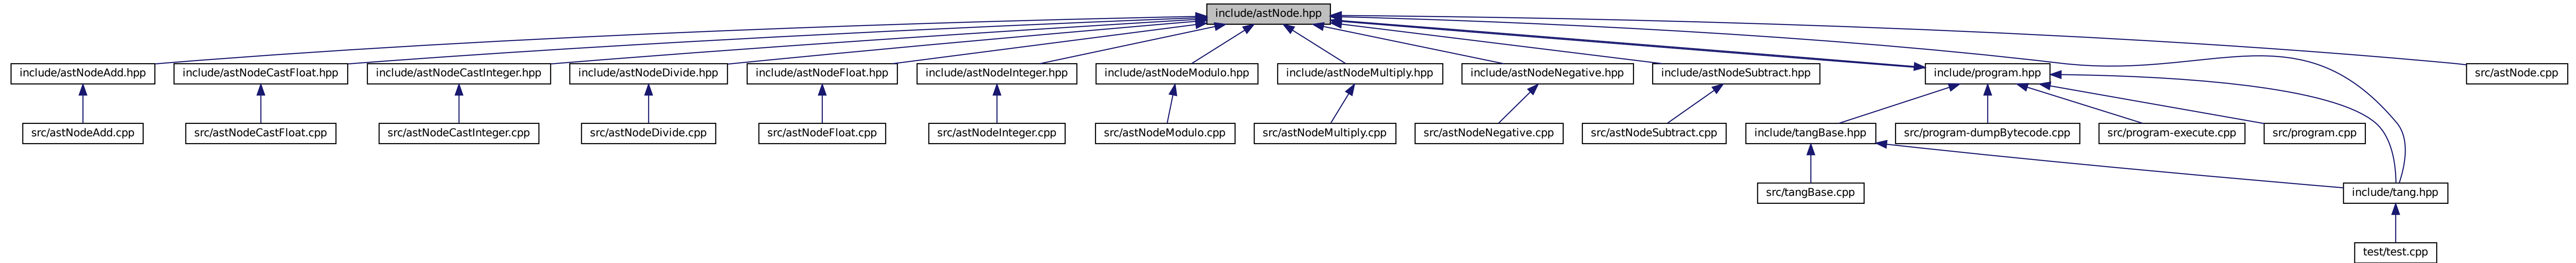 include/astNode.hpp
include/astNodeAdd.hpp
include/astNodeCastFloat.hpp
include/astNodeCastInteger.hpp
include/astNodeDivide.hpp
include/astNodeFloat.hpp
include/astNodeInteger.hpp
include/astNodeModulo.hpp
include/astNodeMultiply.hpp
include/astNodeNegative.hpp
include/astNodeSubtract.hpp
include/program.hpp
src/astNode.cpp
src/astNodeAdd.cpp
src/astNodeCastFloat.cpp
src/astNodeCastInteger.cpp
src/astNodeDivide.cpp
src/astNodeFloat.cpp
src/astNodeInteger.cpp
src/astNodeModulo.cpp
src/astNodeMultiply.cpp
src/astNodeNegative.cpp
src/astNodeSubtract.cpp
include/tangBase.hpp
src/program-dumpBytecode.cpp
src/program-execute.cpp
src/program.cpp
src/tangBase.cpp
include/tang.hpp
test/test.cpp